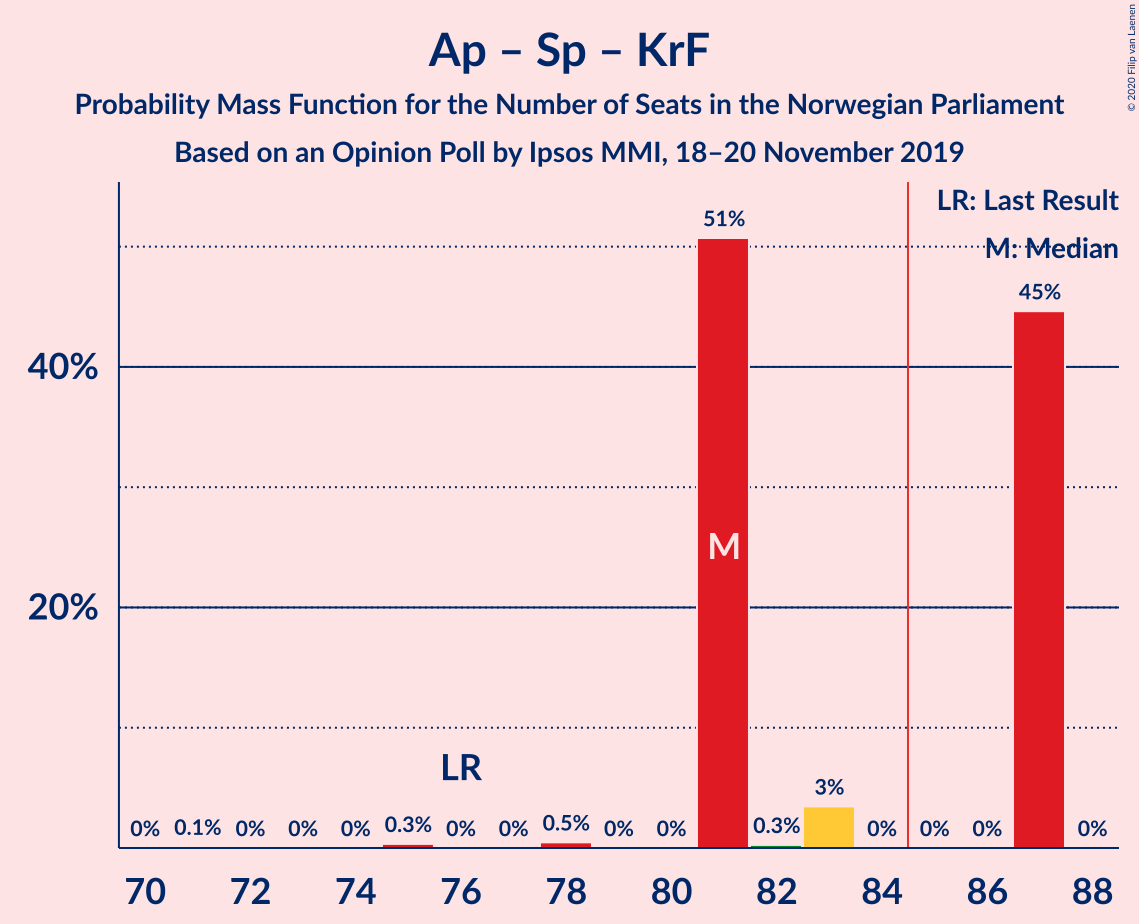 Ap – Sp – KrF
Probability Mass Function for the Number of Seats in the Norwegian Parliament
Based on an Opinion Poll by Ipsos MMI, 18–20 November 2019
© 2020 Filip van Laenen
LR: Last Result
M: Median
51%
45%
40%
M
20%
LR
3%
0% 0.1% 0% 0% 0% 0.3% 0% 0% 0.5% 0% 0% 0.3% 0% 0% 0% 0%
70 72 74 76 78 80 82 84 86 88